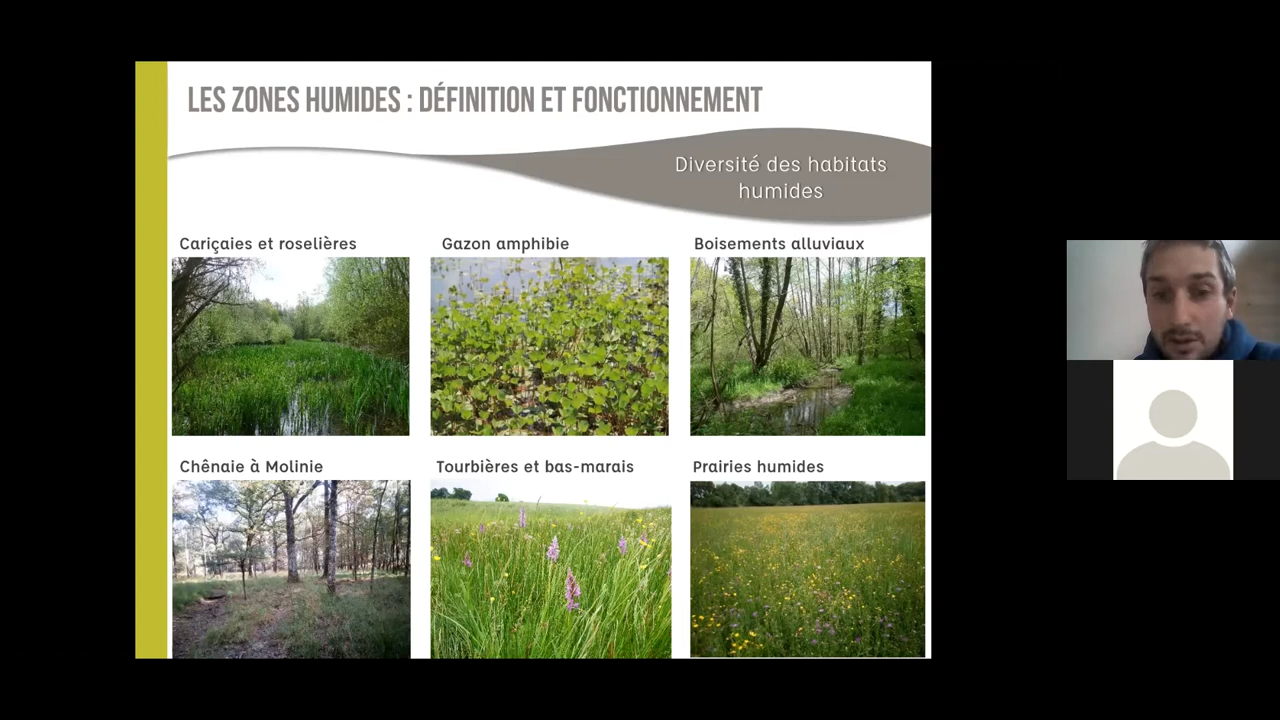 LES ZONES HUMIDES : DÉFINITION ET FONCTIONNEMENT
Diversité des habitats
humides
Cariçaies et roselières
Gazon amphibie
Boisements alluviaux
Chênaie à Molinie
Tourbières et bas-marais
Prairies humides